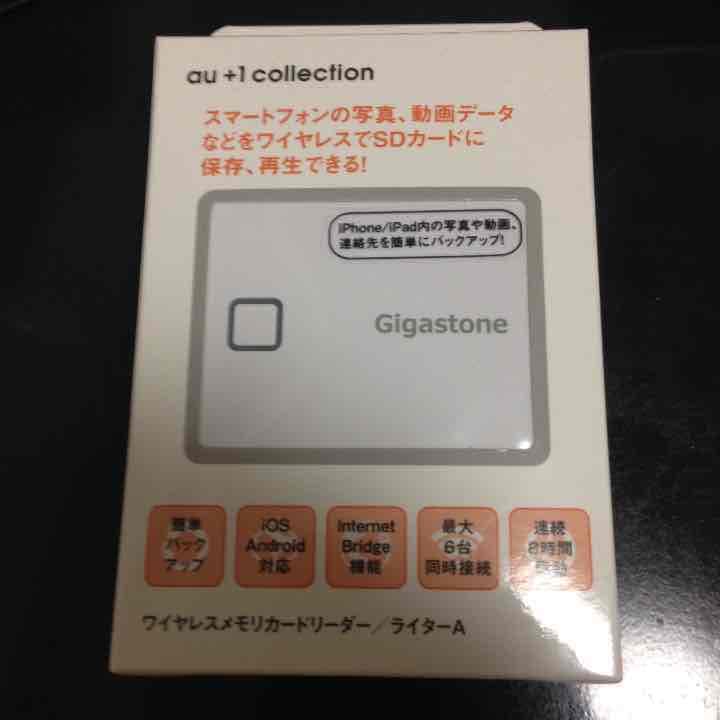 au +1 collection
スマートフォンの写真、動画データ
などをワイヤレスでSDカードに
保存、再生できる!
iPhone/iPad内の写真や動画、
連絡先を簡単にバックアップ!
Gigastone
簡単
バック
アップ
iOS
Android
対応
Internet
Bridge
機能
最大
6台
同時接続
連続
8時間
ワイヤレスメモリカードリーダー/ライターA